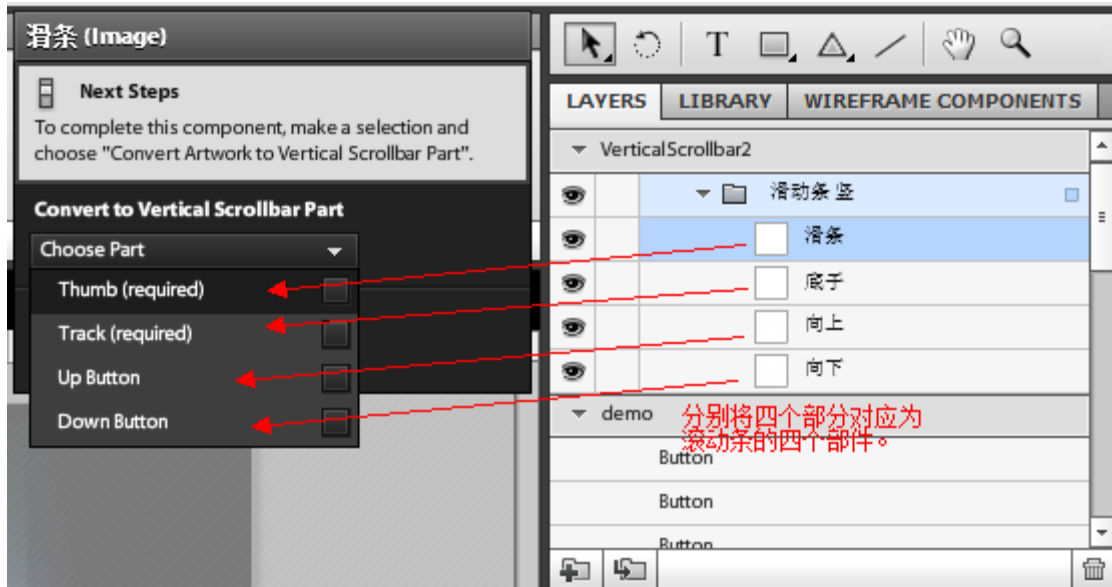 滑条 (Image)
Next Steps
To complete this component, make a selection and
choose "Convert Artwork to Vertical Scrollbar Part".
Convert to Vertical Scrollbar Part
Choose Part
Thumb (required)
Track (required)
Up Button
Down Button
T
LAYERS
LIBRARY
WIREFRAME COMPONENTS
VerticalScrollbar2
滑动条 竖
滑条
底子
向上
向下
demo
分别将四个部分对应为
滚动条的四个部件。
Button
Button
Button